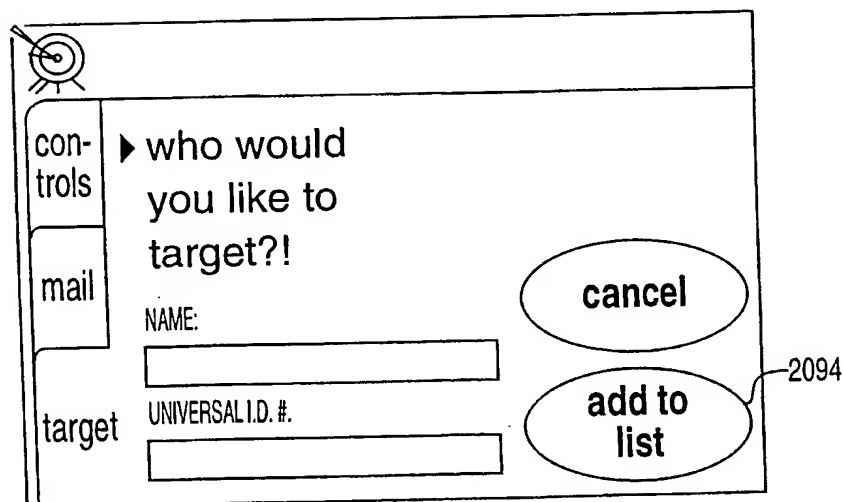 con-
trols
mail
target
who would
you like to
target?!
NAME:
UNIVERSAL I.D. #.
cancel
add to
list
2094